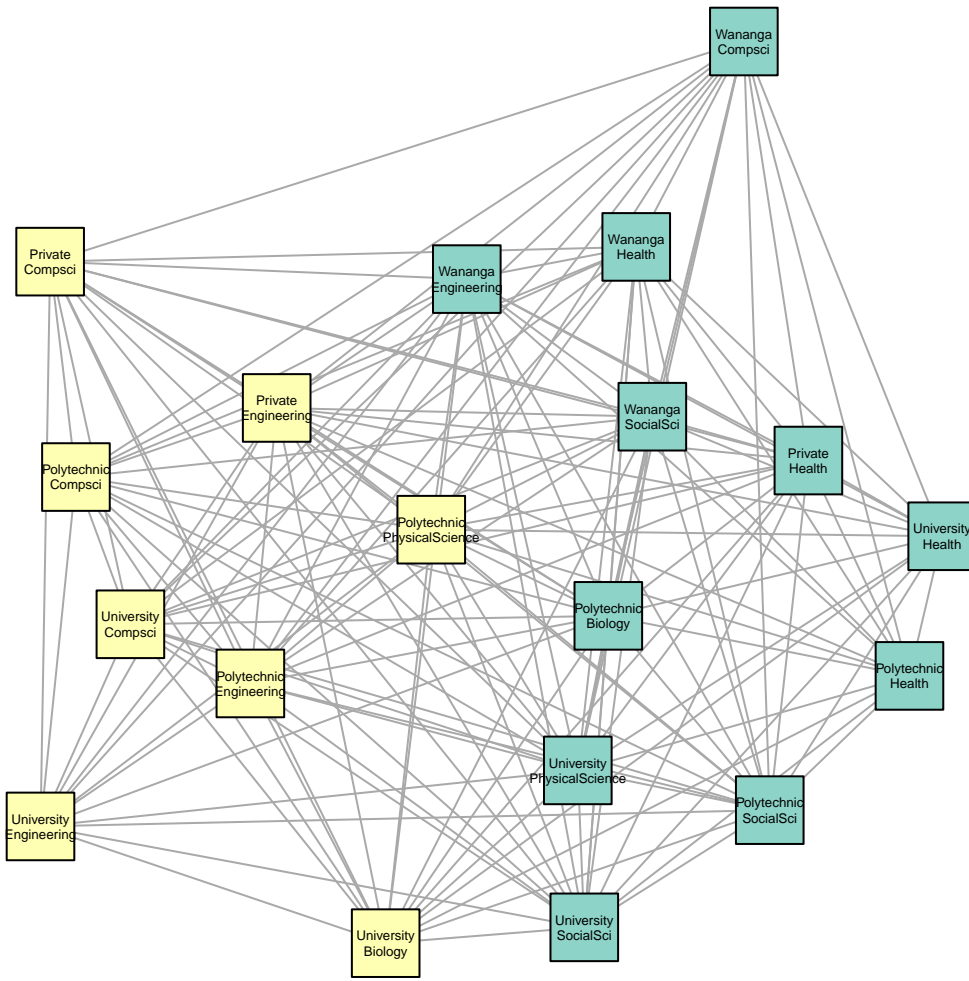 Wananga
Compsci
Wananga
Health
Private
Compsci
Wananga
Engineering
Private
Engineering
Wananga
SocialSci
Private
Health
Polytechnic
Compsci
Polytechnic
PhysicalScience
University
Health
Polytechnic
Biology
University
Compsci
Polytechnic
Health
Polytechnic
Engineering
University
PhysicalScience
Polytechnic
SocialSci
University
Engineering
University
SocialSci
University
Biology